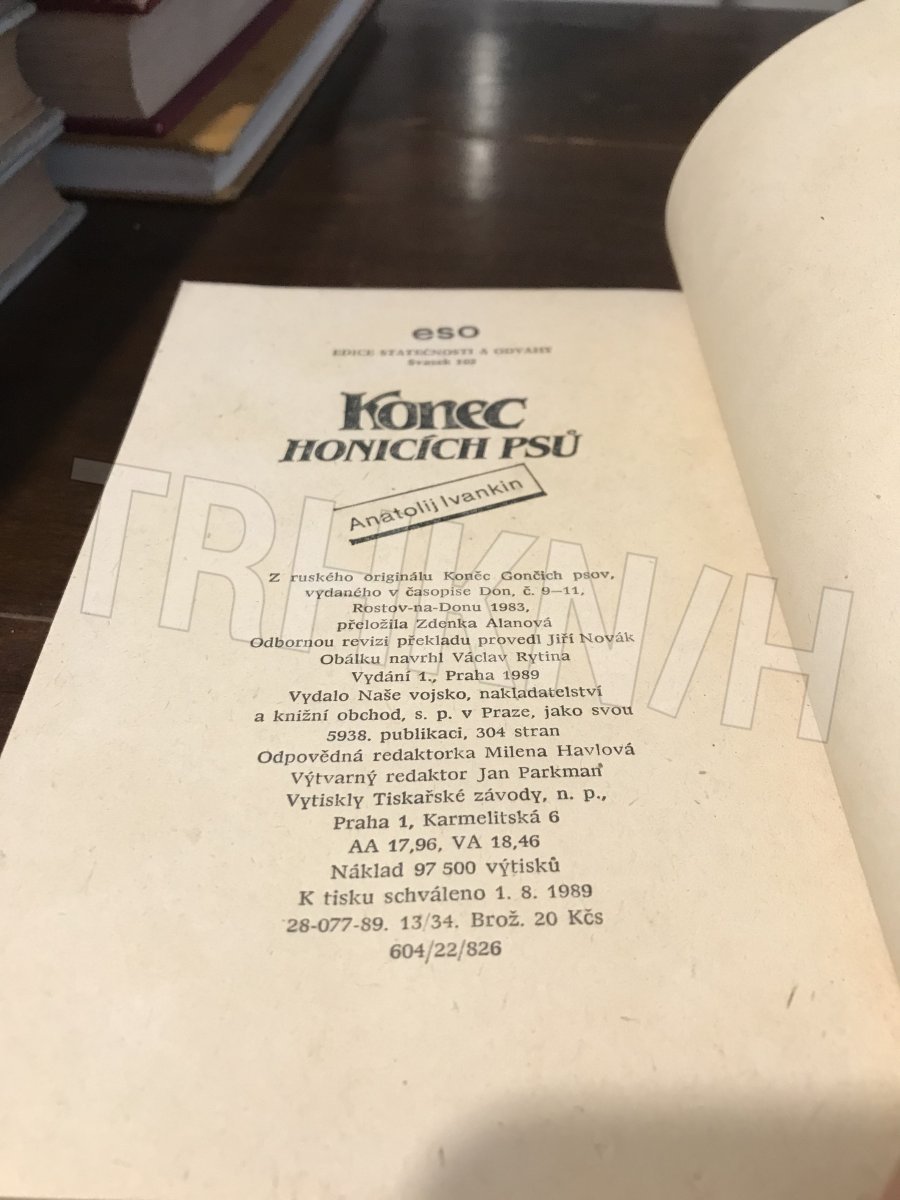 eso
EDICE STATEČNOSTI A ODVAHY
Svazek 102
Konec
HONICÍCH PSŮ
Anatolij Ivankin
Z ruského originálu Koněc Gončich psov,
vydaného v časopise Don, č. 9—11,
Rostov-na-Donu 1983,
přeložila Zdenka Alanová
Odbornou revizi překladu provedl Jiří Novák
Obálku navrhl Václav Rytina
Vydání 1., Praha 1989
Vydalo Naše vojsko, nakladatelství
a knižní obchod, s. p. v Praze, jako svou
5938. publikaci, 304 stran
Odpovědná redaktorka Milena Havlová
Výtvarný redaktor Jan Parkman
Vytiskly Tiskařské závody, n. p.,
Praha 1, Karmelitská 6
AA 17,96, VA 18,46
Náklad 97 500 výtisků
K tisku schváleno 1. 8. 1989
28-077-89. 13/34. Brož. 20 Kčs
604/22/826
TRHKNIH